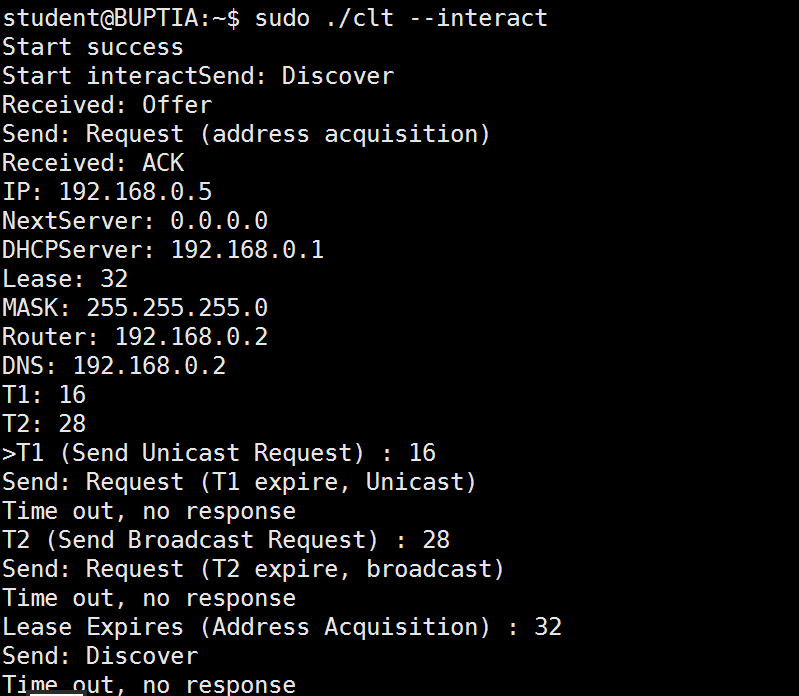 student@BUPTIA:~$ sudo ./clt --interact
Start success
Start interactSend: Discover
Received: Offer
Send: Request (address acquisition)
Received: ACK
IP: 192.168.0.5
NextServer: 0.0.0.0
DHCPServer: 192.168.0.1
Lease: 32
MASK: 255.255.255.0
Router: 192.168.0.2
DNS: 192.168.0.2
T1: 16
T2: 28
>T1 (Send Unicast Request) : 16
Send: Request (T1 expire, Unicast)
Time out, no response
T2 (Send Broadcast Request) : 28
Send: Request (T2 expire, broadcast)
Time out, no response
Lease Expires (Address Acquisition) : 32
Send: Discover
Time out, no response